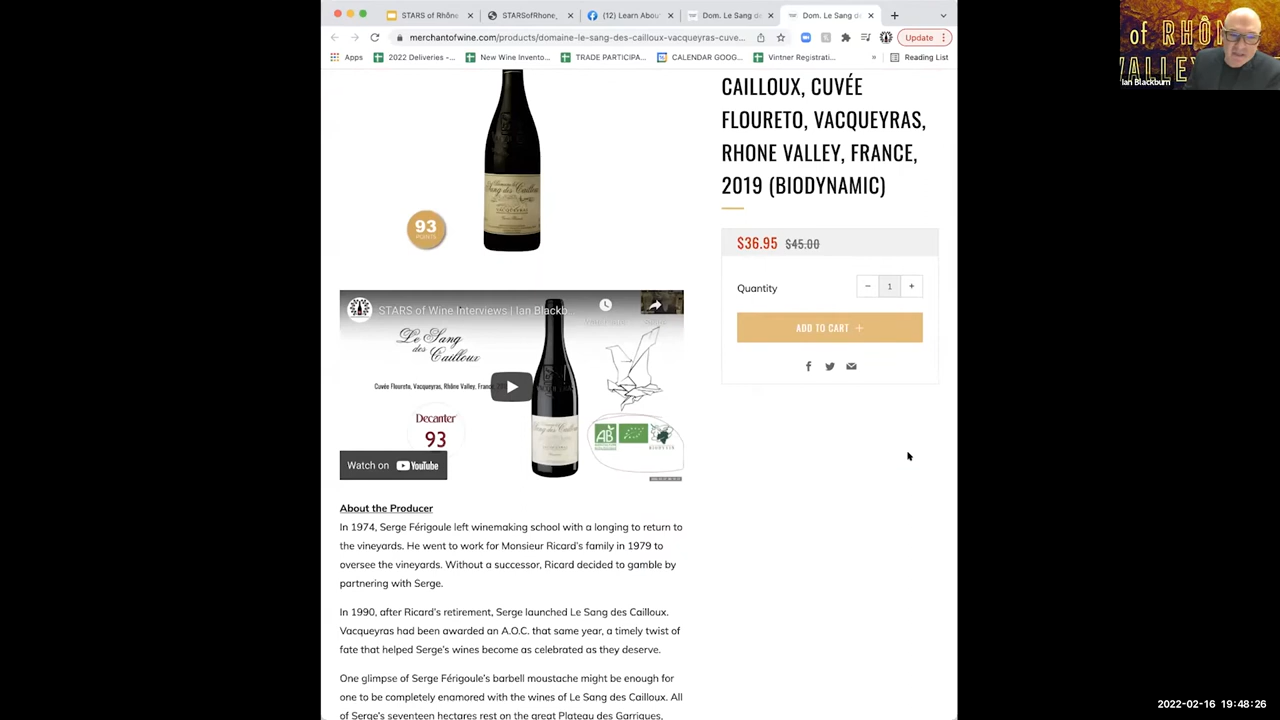 STARS of Rhône
STARSofRhone_
(12) Learn Abou
Dom. Le Sang d
Dom. Le Sang de
merchantofwine.com/products/domaine-le-sang-des-cailloux-vacqueyras-cuve...
Update
Apps
2022 Deliveries -...
New Wine Invento...
TRADE PARTICIPA...
CALENDAR GOOG...
Vintner Registrati...
»
Reading List
of RHÔN
VALLEY
Ian Blackburn
CAILLOUX, CUVÉE
FLOURETO, VACQUEYRAS,
RHONE VALLEY, FRANCE,
2019 (BIODYNAMIC)
93
POINTS
$36.95 $45.00
Quantity
− 1 +
ADD TO CART +
STARS of Wine Interviews | Ian Blackb...
Le Sang
des
Cailloux
Cuvée Floureto, Vacqueyras, Rhône Valley, France
Decanter
93
AB
Watch on YouTube
About the Producer
In 1974, Serge Férigoule left winemaking school with a longing to return to
the vineyards. He went to work for Monsieur Ricard's family in 1979 to
oversee the vineyards. Without a successor, Ricard decided to gamble by
partnering with Serge.
In 1990, after Ricard's retirement, Serge launched Le Sang des Cailloux.
Vacqueyras had been awarded an A.O.C. that same year, a timely twist of
fate that helped Serge's wines become as celebrated as they deserve.
One glimpse of Serge Férigoule's barbell moustache might be enough for
one to be completely enamored with the wines of Le Sang des Cailloux. All
of Serge's seventeen hectares rest on the great Plateau des Garrigues,
2022-02-16 19:48:26